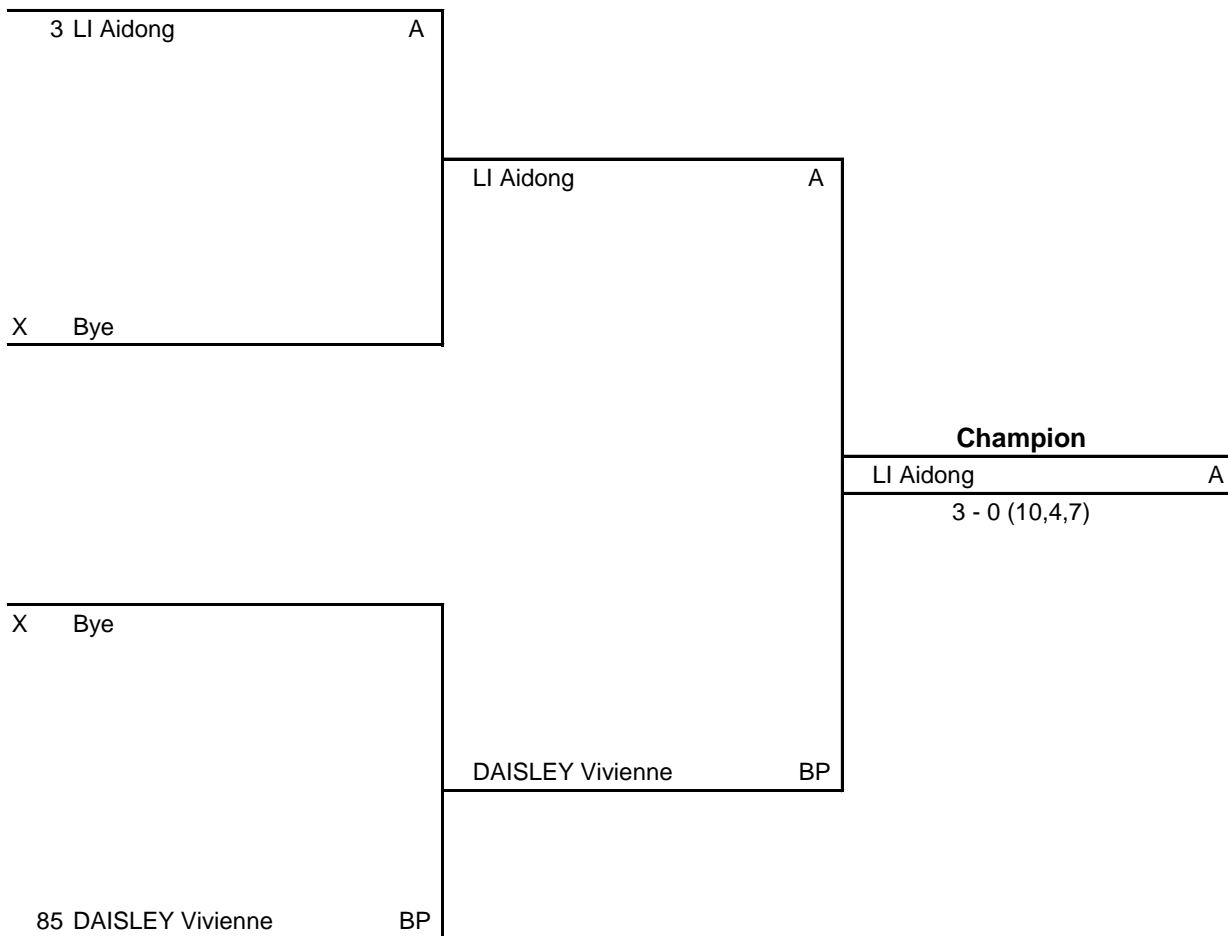 3 LI Aidong A
LI Aidong A
X Bye
Champion
LI Aidong A
3 - 0 (10,4,7)
X Bye
DAISLEY Vivienne BP
85 DAISLEY Vivienne BP